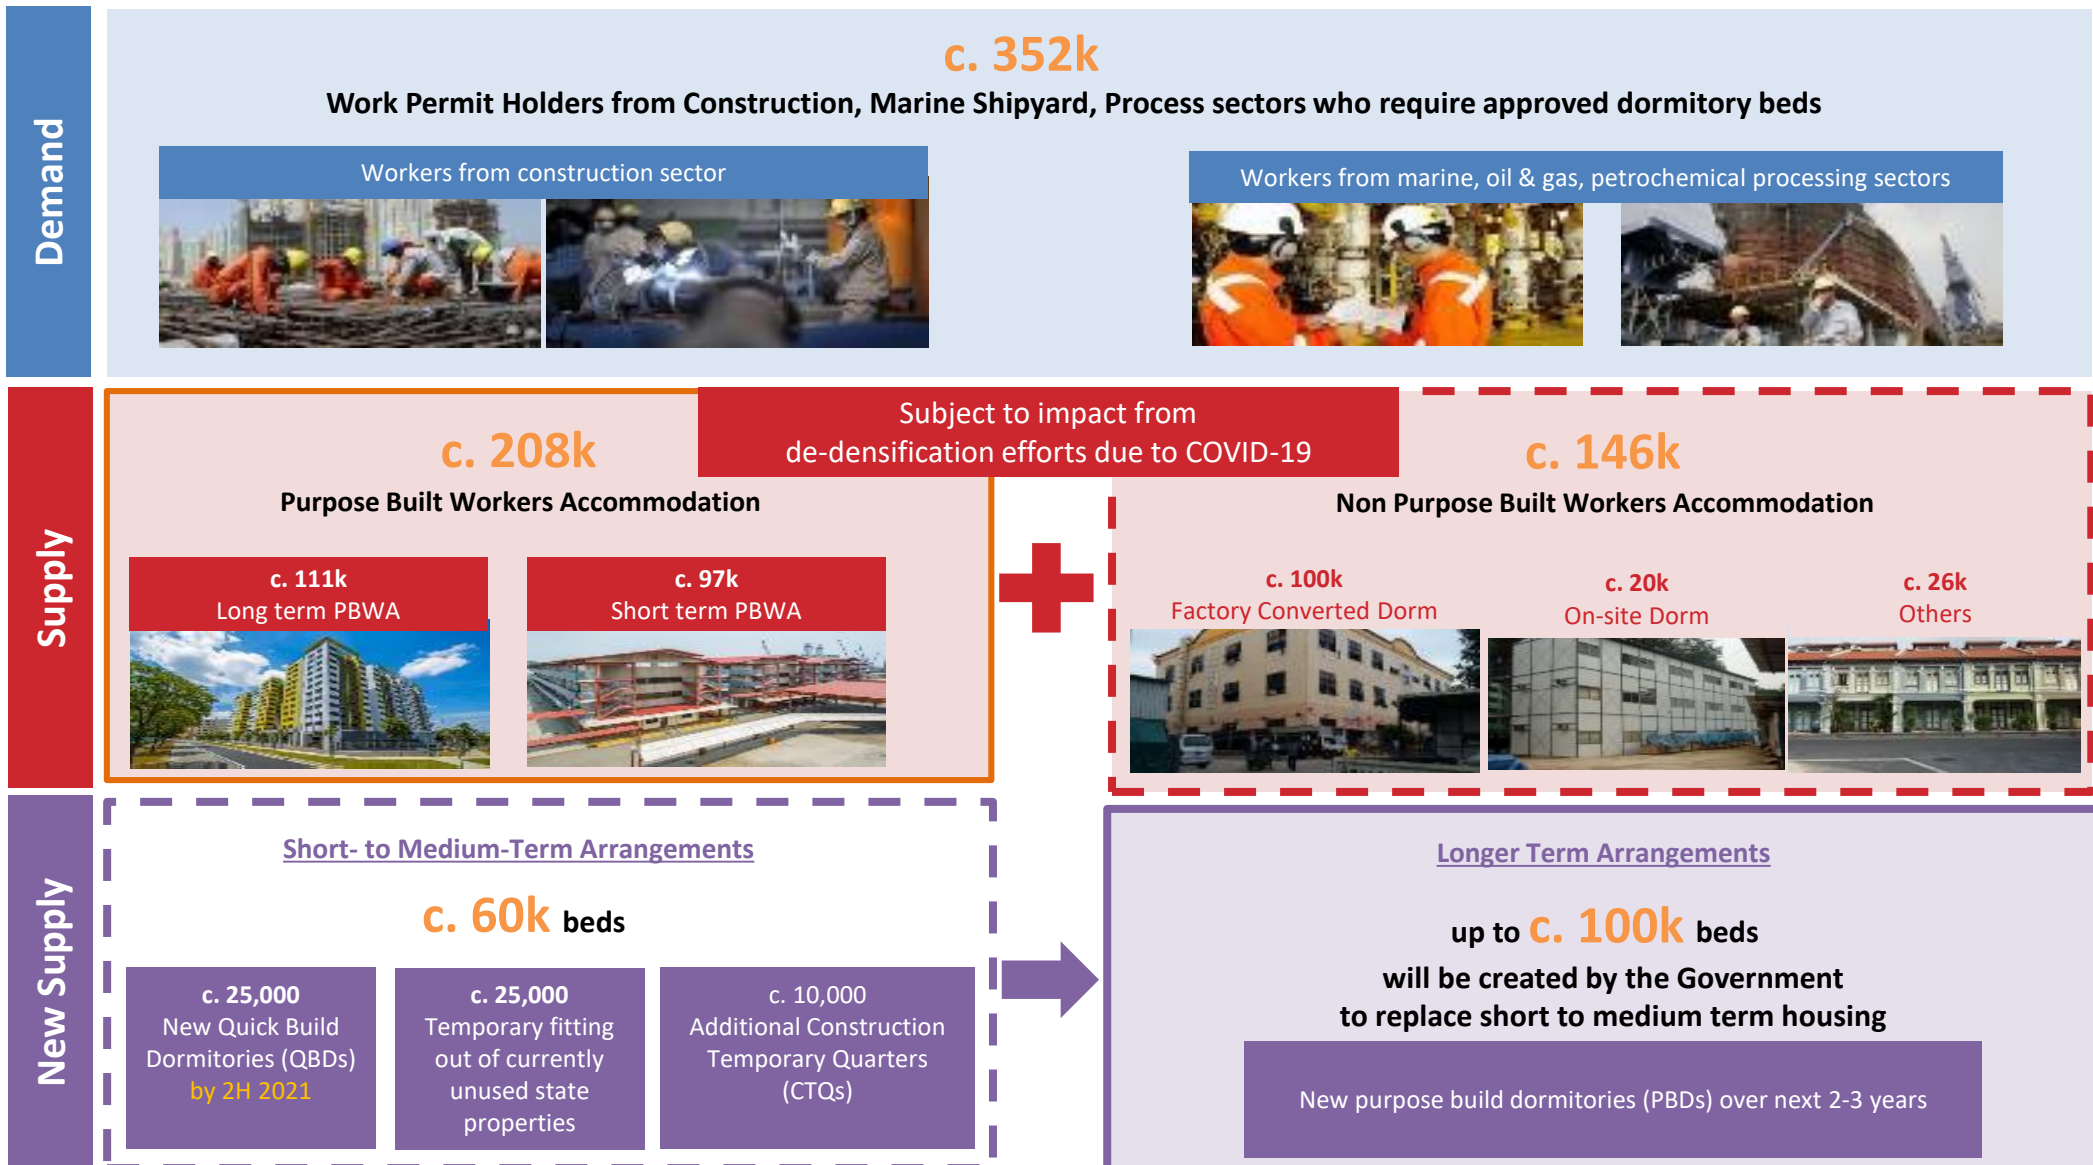 Demand
c. 352k
Work Permit Holders from Construction, Marine Shipyard, Process sectors who require approved dormitory beds
Workers from construction sector
Workers from marine, oil & gas, petrochemical processing sectors
Supply
Subject to impact from
de-densification efforts due to COVID-19
c. 208k
Purpose Built Workers Accommodation
c. 111k
Long term PBWA
c. 97k
Short term PBWA
c. 146k
Non Purpose Built Workers Accommodation
c. 100k
Factory Converted Dorm
c. 20k
On-site Dorm
c. 26k
Others
New Supply
Short- to Medium-Term Arrangements
c. 60k beds
c. 25,000
New Quick Build
Dormitories (QBDs)
by 2H 2021
c. 25,000
Temporary fitting
out of currently
unused state
properties
c. 10,000
Additional Construction
Temporary Quarters
(CTQs)
Longer Term Arrangements
up to c. 100k beds
will be created by the Government
to replace short to medium term housing
New purpose build dormitories (PBDs) over next 2-3 years